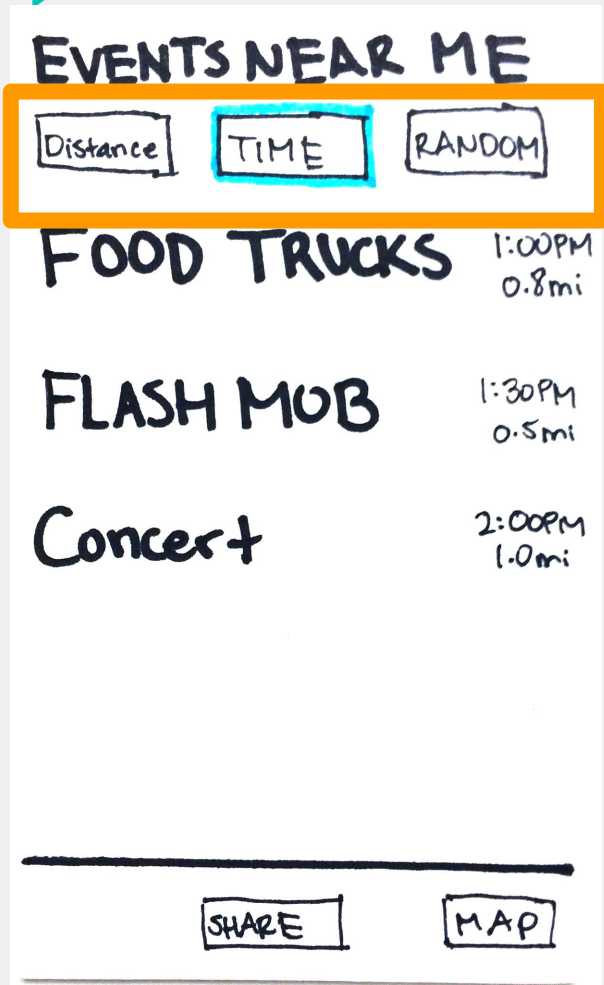 EVENTS NEAR ME
Distance TIME RANDOM
FOOD TRUCKS 1:00PM
0.8mi
FLASH MOB 1:30PM
0.5mi
Concert 2:00PM
1.0mi
SHARE MAP